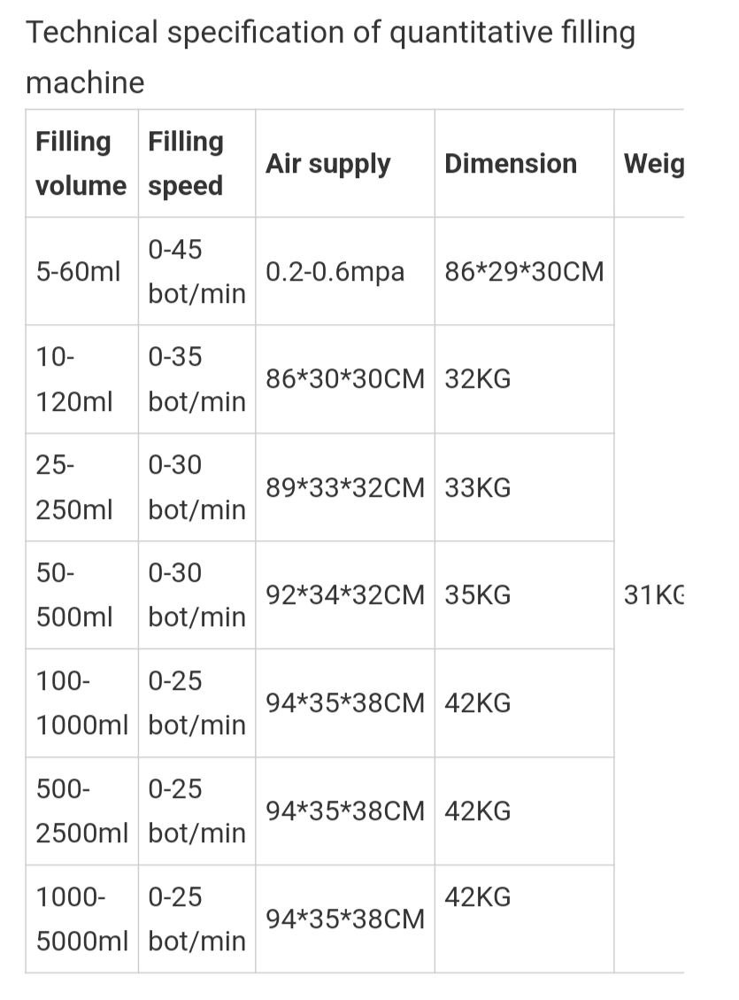 Technical specification of quantitative filling
machine
Filling volume | Filling speed | Air supply | Dimension | Weig
5-60ml | 0-45 bot/min | 0.2-0.6mpa | 86*29*30CM | 31KG
10-120ml | 0-35 bot/min | 86*30*30CM | 32KG
25-250ml | 0-30 bot/min | 89*33*32CM | 33KG
50-500ml | 0-30 bot/min | 92*34*32CM | 35KG
100-1000ml | 0-25 bot/min | 94*35*38CM | 42KG
500-2500ml | 0-25 bot/min | 94*35*38CM | 42KG
1000-5000ml | 0-25 bot/min | 94*35*38CM | 42KG